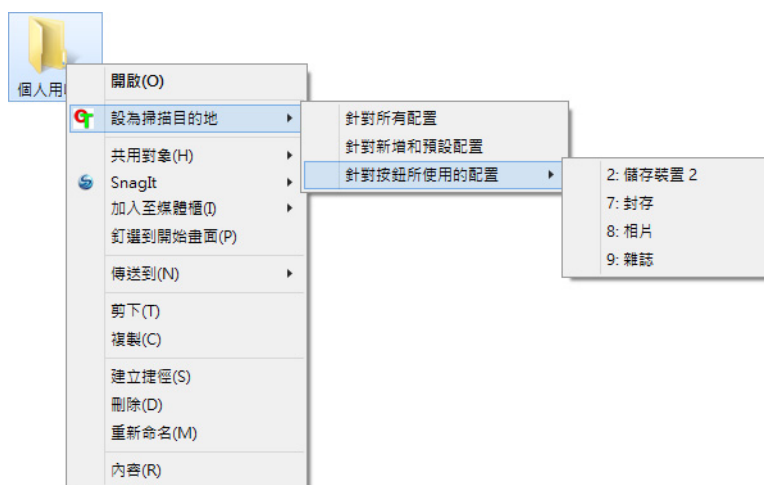 個人用
開啟(O)
設為掃描目的地
共用對象(H)
SnagIt
加入至媒體櫃(I)
釘選到開始畫面(P)
傳送到(N)
剪下(T)
複製(C)
建立捷徑(S)
刪除(D)
重新命名(M)
內容(R)
針對所有配置
針對新增和預設配置
針對按鈕所使用的配置
2: 儲存裝置 2
7: 封存
8: 相片
9: 雜誌